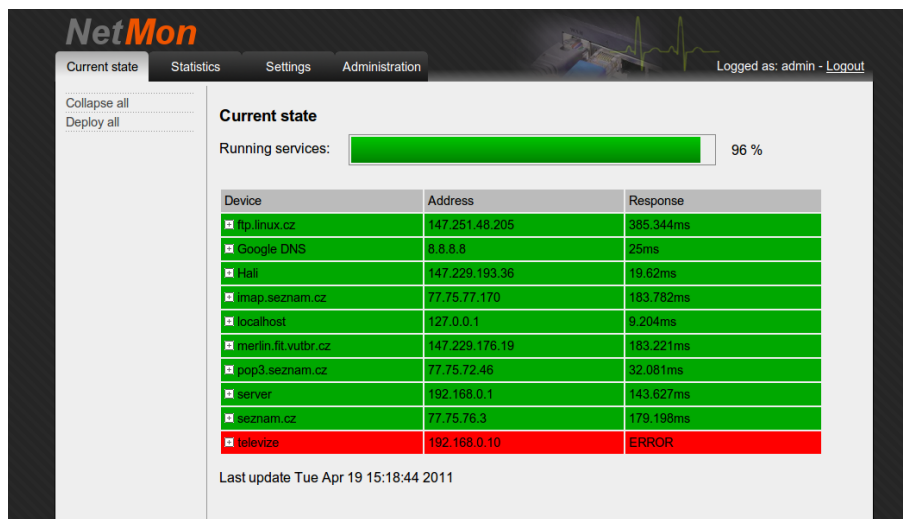 NetMon
Current state Statistics Settings Administration Logged as: admin - Logout
Collapse all
Deploy all
Current state
Running services: 96 %
Device Address Response
ftp.linux.cz 147.251.48.205 385.344ms
Google DNS 8.8.8.8 25ms
Hali 147.229.193.36 19.62ms
imap.seznam.cz 77.75.77.170 183.782ms
localhost 127.0.0.1 9.204ms
merlin.fit.vutbr.cz 147.229.176.19 183.221ms
pop3.seznam.cz 77.75.72.46 32.081ms
server 192.168.0.1 143.627ms
seznam.cz 77.75.76.3 179.198ms
televize 192.168.0.10 ERROR
Last update Tue Apr 19 15:18:44 2011